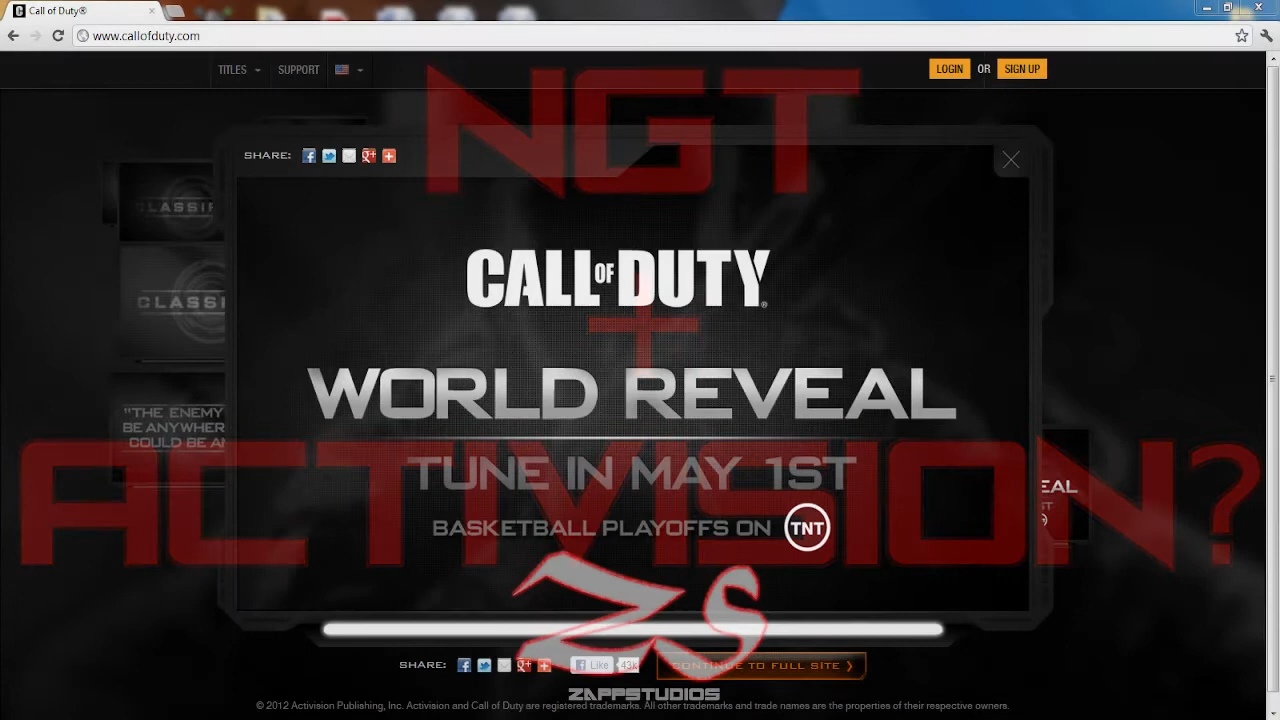 Call of Duty®
www.callofduty.com
TITLES SUPPORT
LOGIN OR SIGN UP
NGT
SHARE:
CLASSIF
CALL OF DUTY®
CLASSI
+
WORLD REVEAL
"THE ENEMY
BE ANYWHER
COULD BE AN
ACTIVISION?
TUNE IN MAY 1ST
EAL
ST
BASKETBALL PLAYOFFS ON TNT
ZS
SHARE: Like 43k CONTINUE TO FULL SITE
ZAPPSTUDIOS
© 2012 Activision Publishing, Inc. Activision and Call of Duty are registered trademarks. All other trademarks and trade names are the properties of their respective owners.